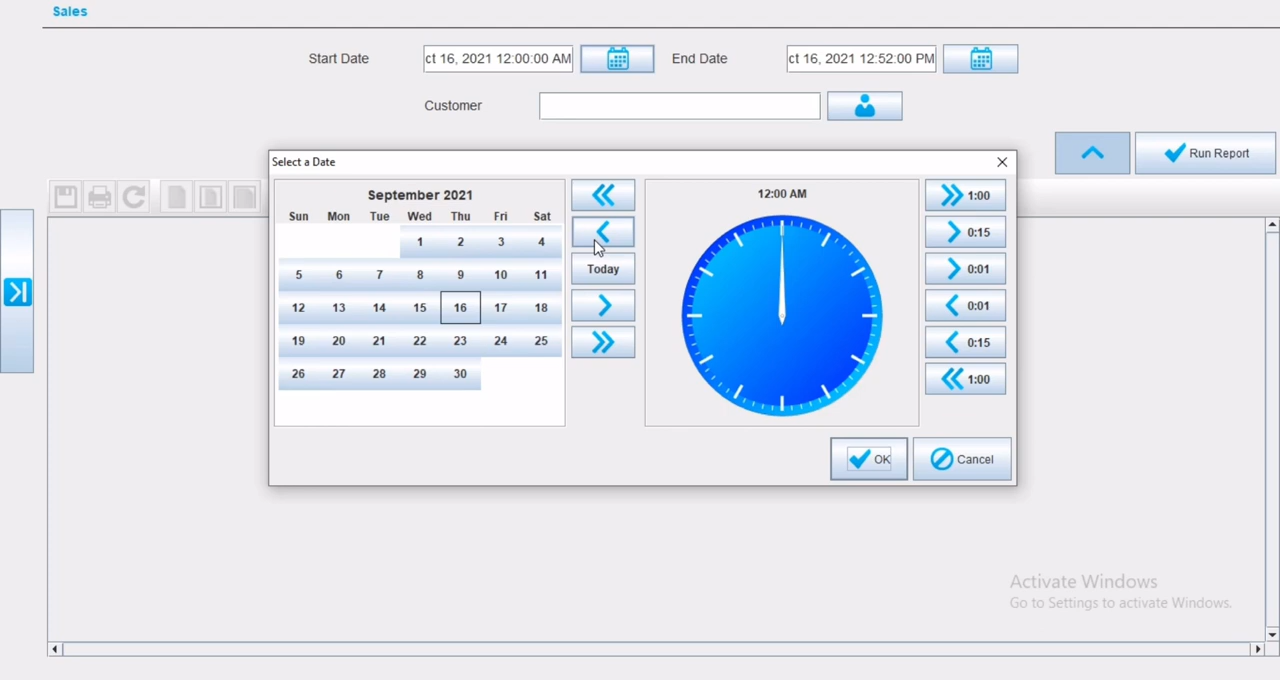 Sales
Start Date ct 16, 2021 12:00:00 AM End Date ct 16, 2021 12:52:00 PM
Customer
Run Report
Select a Date
September 2021
Sun Mon Tue Wed Thu Fri Sat
1 2 3 4
5 6 7 8 9 10 11
12 13 14 15 16 17 18
19 20 21 22 23 24 25
26 27 28 29 30
Today
12:00 AM
1:00
0:15
0:01
0:01
0:15
1:00
OK Cancel
Activate Windows
Go to Settings to activate Windows.